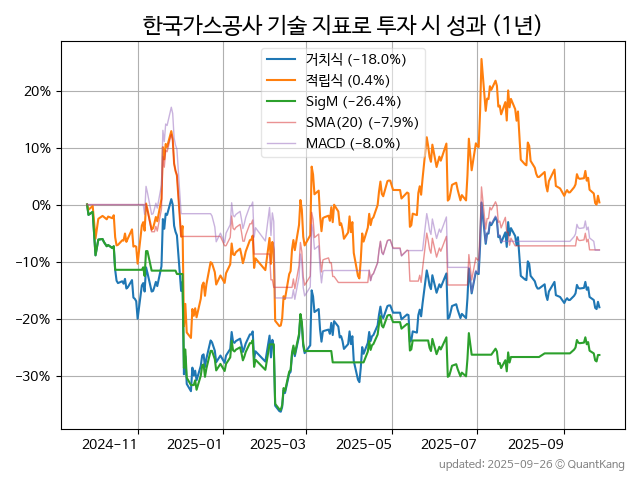 한국가스공사 기술 지표로 투자 시 성과 (1년)
거치식 (−18.0%)
적립식 (0.4%)
SigM (−26.4%)
SMA(20) (−7.9%)
MACD (−8.0%)
20%
10%
0%
−10%
−20%
−30%
2024−11 2025−01 2025−03 2025−05 2025−07 2025−09
updated: 2025−09−26 © QuantKang